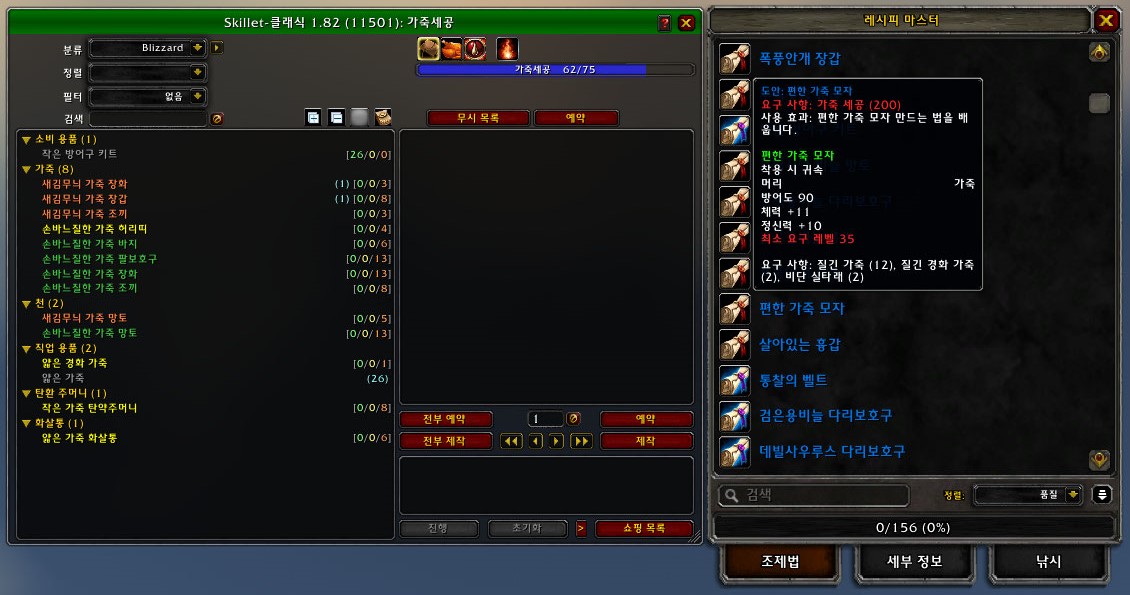 Skillet-클래식 1.82 (11501): 가죽세공
분류 Blizzard
정렬
필터 없음
검색
가죽세공 62/75
무시 목록 예약
소비 용품 (1)
작은 방어구 키트 [26/0/0]
가죽 (8)
새김무늬 가죽 장화 (1) [0/0/3]
새김무늬 가죽 장갑 (1) [0/0/8]
새김무늬 가죽 조끼 [0/0/3]
손바느질한 가죽 허리띠 [0/0/4]
손바느질한 가죽 바지 [0/0/6]
손바느질한 가죽 팔보호구 [0/0/13]
손바느질한 가죽 장화 [0/0/13]
손바느질한 가죽 조끼 [0/0/8]
천 (2)
새김무늬 가죽 망토 [0/0/5]
손바느질한 가죽 망토 [0/0/13]
직업 용품 (2)
얇은 경화 가죽 [0/0/1]
얇은 가죽 (26)
탄환 주머니 (1)
작은 가죽 탄약주머니 [0/0/8]
화살통 (1)
얇은 가죽 화살통 [0/0/6]
전부 예약 1 예약
전부 제작 제작
진행 초기화 > 쇼핑 목록
레시피 마스터
폭풍안개 장갑
도안: 편한 가죽 모자
요구 사항: 가죽 세공 (200)
사용 효과: 편한 가죽 모자 만드는 법을 배
웁니다.
편한 가죽 모자
착용 시 귀속
머리 가죽
방어도 90
체력 +11
정신력 +10
최소 요구 레벨 35
요구 사항: 질긴 가죽 (12), 질긴 경화 가죽
(2), 비단 실타래 (2)
편한 가죽 모자
살아있는 흉갑
통찰의 벨트
검은용비늘 다리보호구
데빌사우루스 다리보호구
검색 정렬: 품질
0/156 (0%)
조제법 세부 정보 낚시